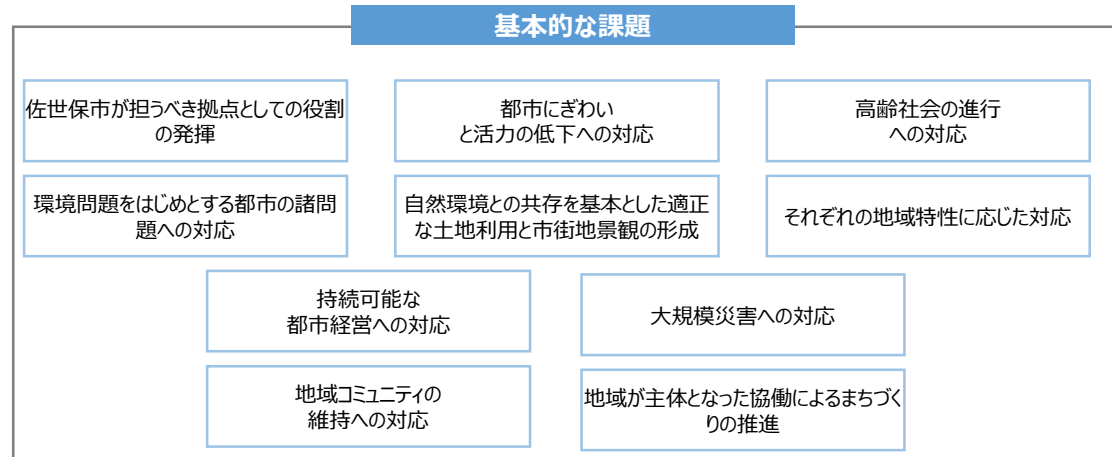 基本的な課題
佐世保市が担うべき拠点としての役割
の発揮
都市にぎわい
と活力の低下への対応
高齢社会の進行
への対応
環境問題をはじめとする都市の諸問
題への対応
自然環境との共存を基本とした適正
な土地利用と市街地景観の形成
それぞれの地域特性に応じた対応
持続可能な
都市経営への対応
大規模災害への対応
地域コミュニティの
維持への対応
地域が主体となった協働によるまちづく
りの推進